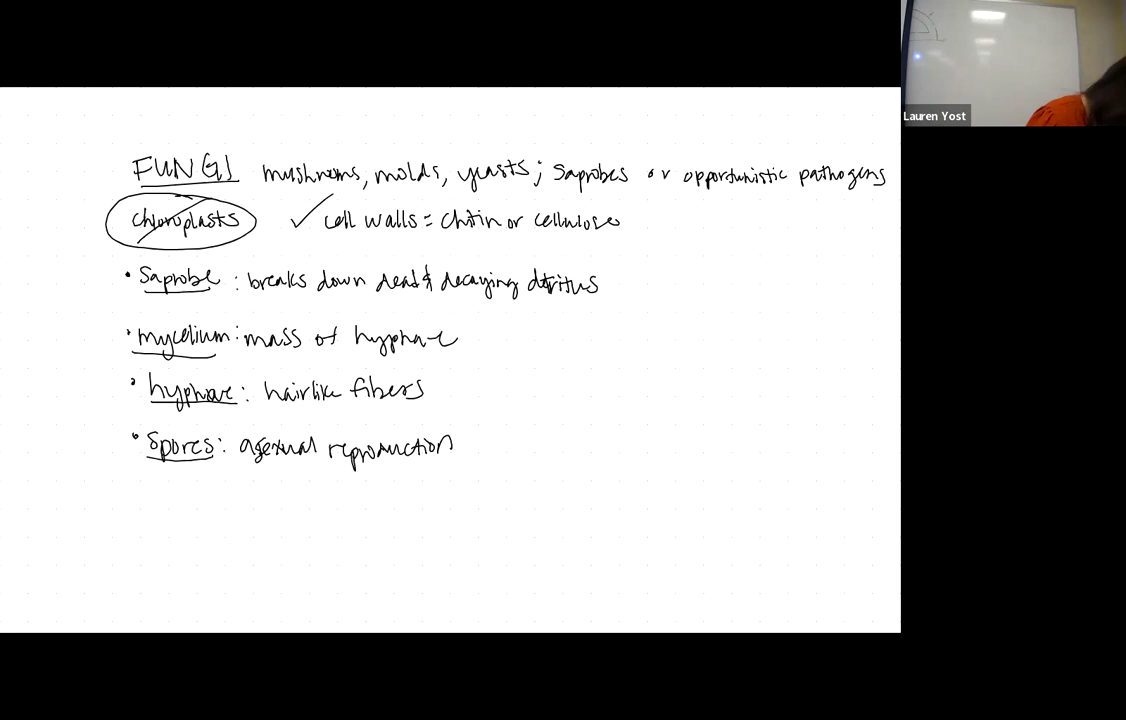 FUNGI mushrooms, molds, yeasts; saprobes or opportunistic pathogens
chloroplasts ✓ cell walls = chitin or cellulose
• Saprobe : breaks down dead & decaying detritus
• mycelium : mass of hyphae
• hyphae : hairlike fibers
• Spores : asexual reproduction
Lauren Yost